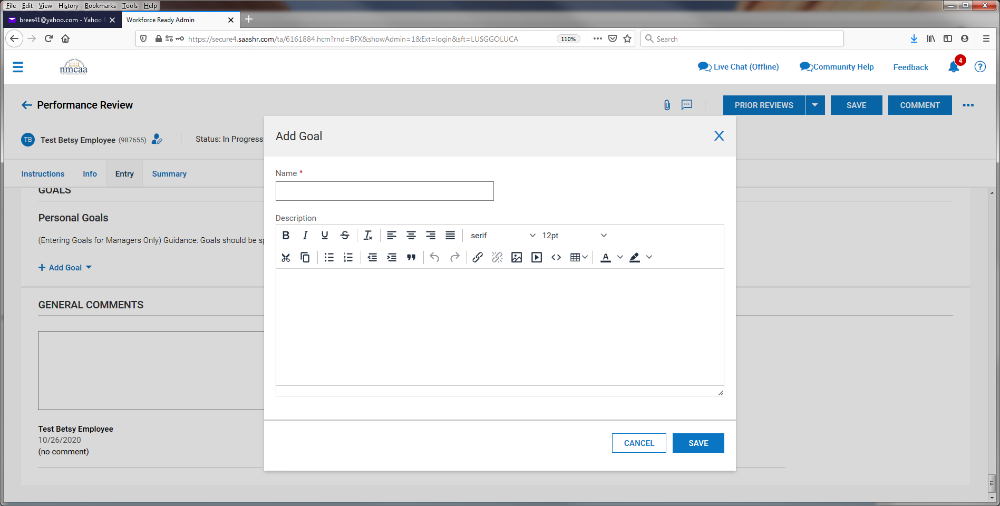 File Edit View History Bookmarks Tools Help
brees41@yahoo.com - Yahoo
Workforce Ready Admin
https://secure4.saashr.com/ta/6161884.hcm?rnd=BFX&showAdmin=1&Ext=login&sft=LUSGGOLUCA
110%
Search
nmcaa
Live Chat (Offline)
Community Help
Feedback
4
Performance Review
PRIOR REVIEWS
SAVE
COMMENT
TB
Test Betsy Employee (987655)
Status: In Progress
Instructions
Info
Entry
Summary
GOALS
Personal Goals
(Entering Goals for Managers Only) Guidance: Goals should be
Add Goal
GENERAL COMMENTS
Test Betsy Employee
10/26/2020
(no comment)
Add Goal
Name *
Description
serif
12pt
CANCEL
SAVE